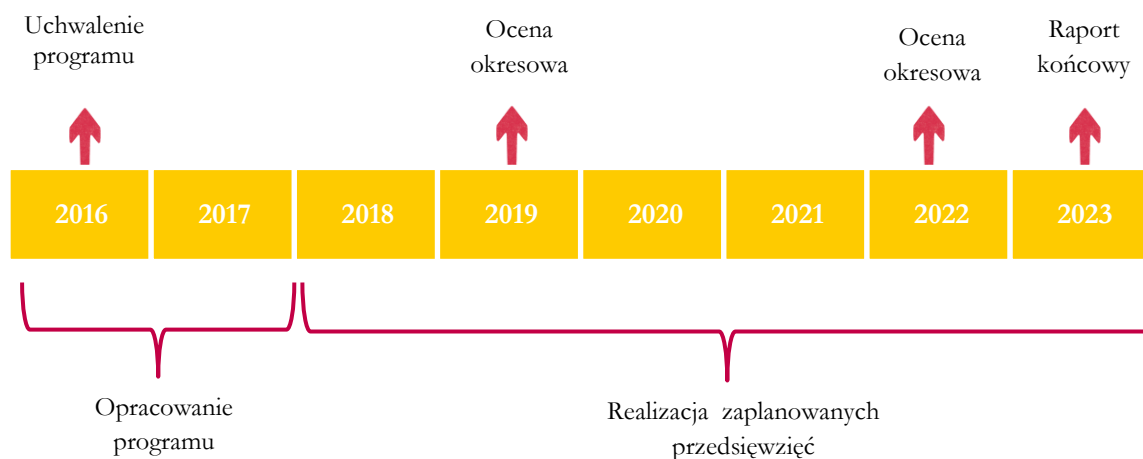 Uchwalenie
programu
Ocena
okresowa
Ocena
okresowa
Raport
końcowy
2016 2017 2018 2019 2020 2021 2022 2023
Opracowanie
programu
Realizacja zaplanowanych
przedsięwzięć